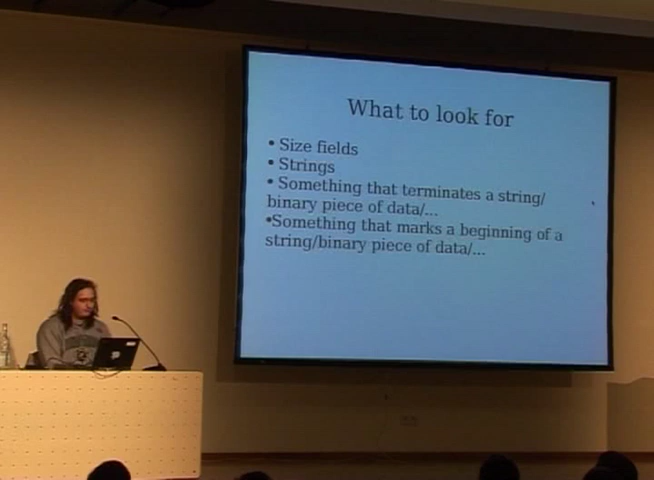 What to look for
• Size fields
• Strings
• Something that terminates a string/
binary piece of data/...
•Something that marks a beginning of a
string/binary piece of data/...